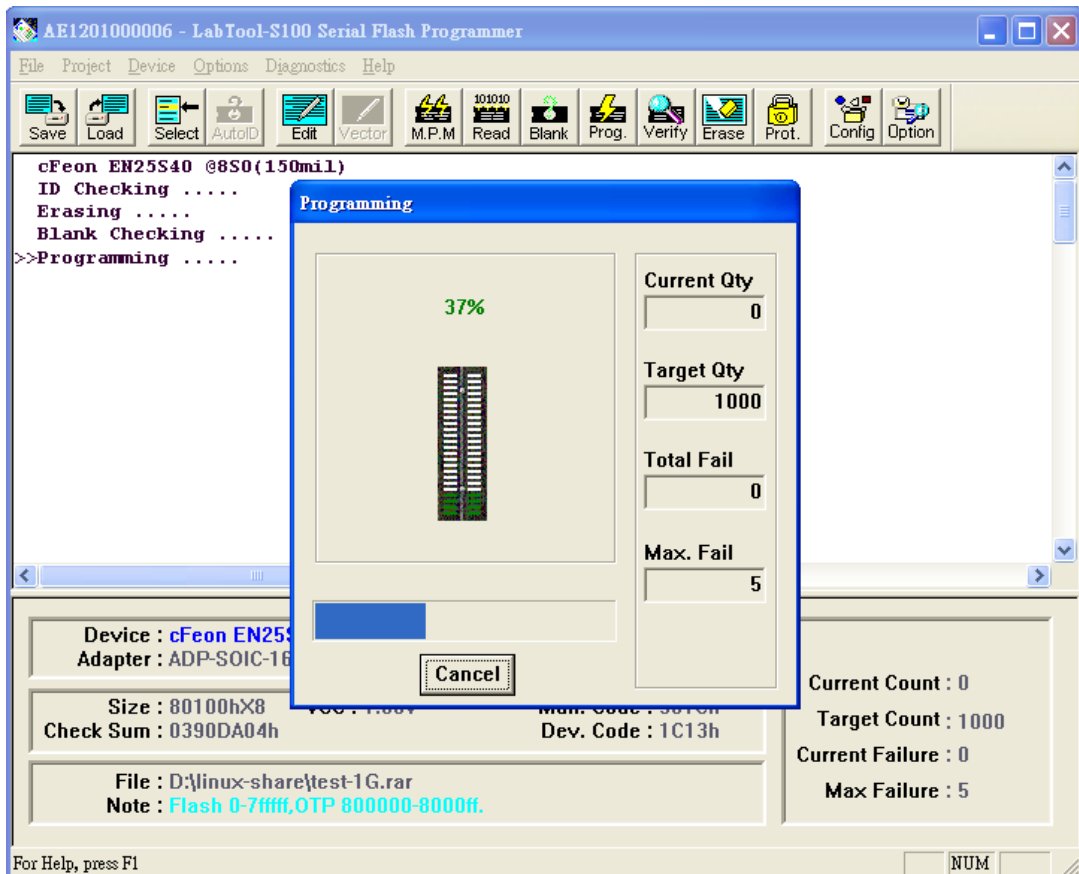 AE1201000006 - LabTool-S100 Serial Flash Programmer
File Project Device Options Diagnostics Help
101010
Save Load Select AutoID Edit Vector M.P.M Read Blank Prog. Verify Erase Prot. Config Option
cFeon EN25S40 @8SO(150mil)
ID Checking .....
Erasing .....
Blank Checking .....
>>Programming .....
Programming
37%
Current Qty
0
Target Qty
1000
Total Fail
0
Max. Fail
5
Cancel
Device : cFeon EN25S
Adapter : ADP-SOIC-16
Size : 80100hX8
Check Sum : 0390DA04h
Dev. Code : 1C13h
File : D:\linux-share\test-1G.rar
Note : Flash 0-7ffff,OTP 800000-8000ff.
Current Count : 0
Target Count : 1000
Current Failure : 0
Max Failure : 5
For Help, press F1
NUM